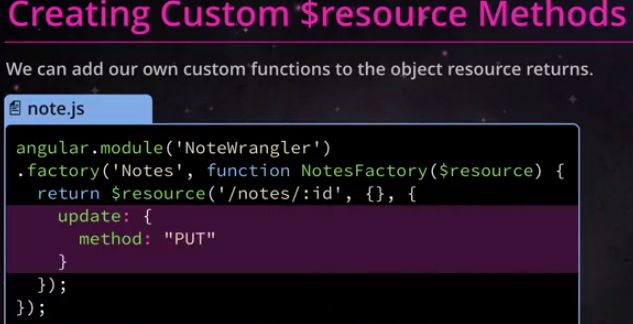 Creating Custom $resource Methods
We can add our own custom functions to the object resource returns.
note.js
angular.module('NoteWrangler')
.factory('Notes', function NotesFactory($resource) {
  return $resource('/notes/:id', {}, {
    update: {
      method: "PUT"
    }
  });
});